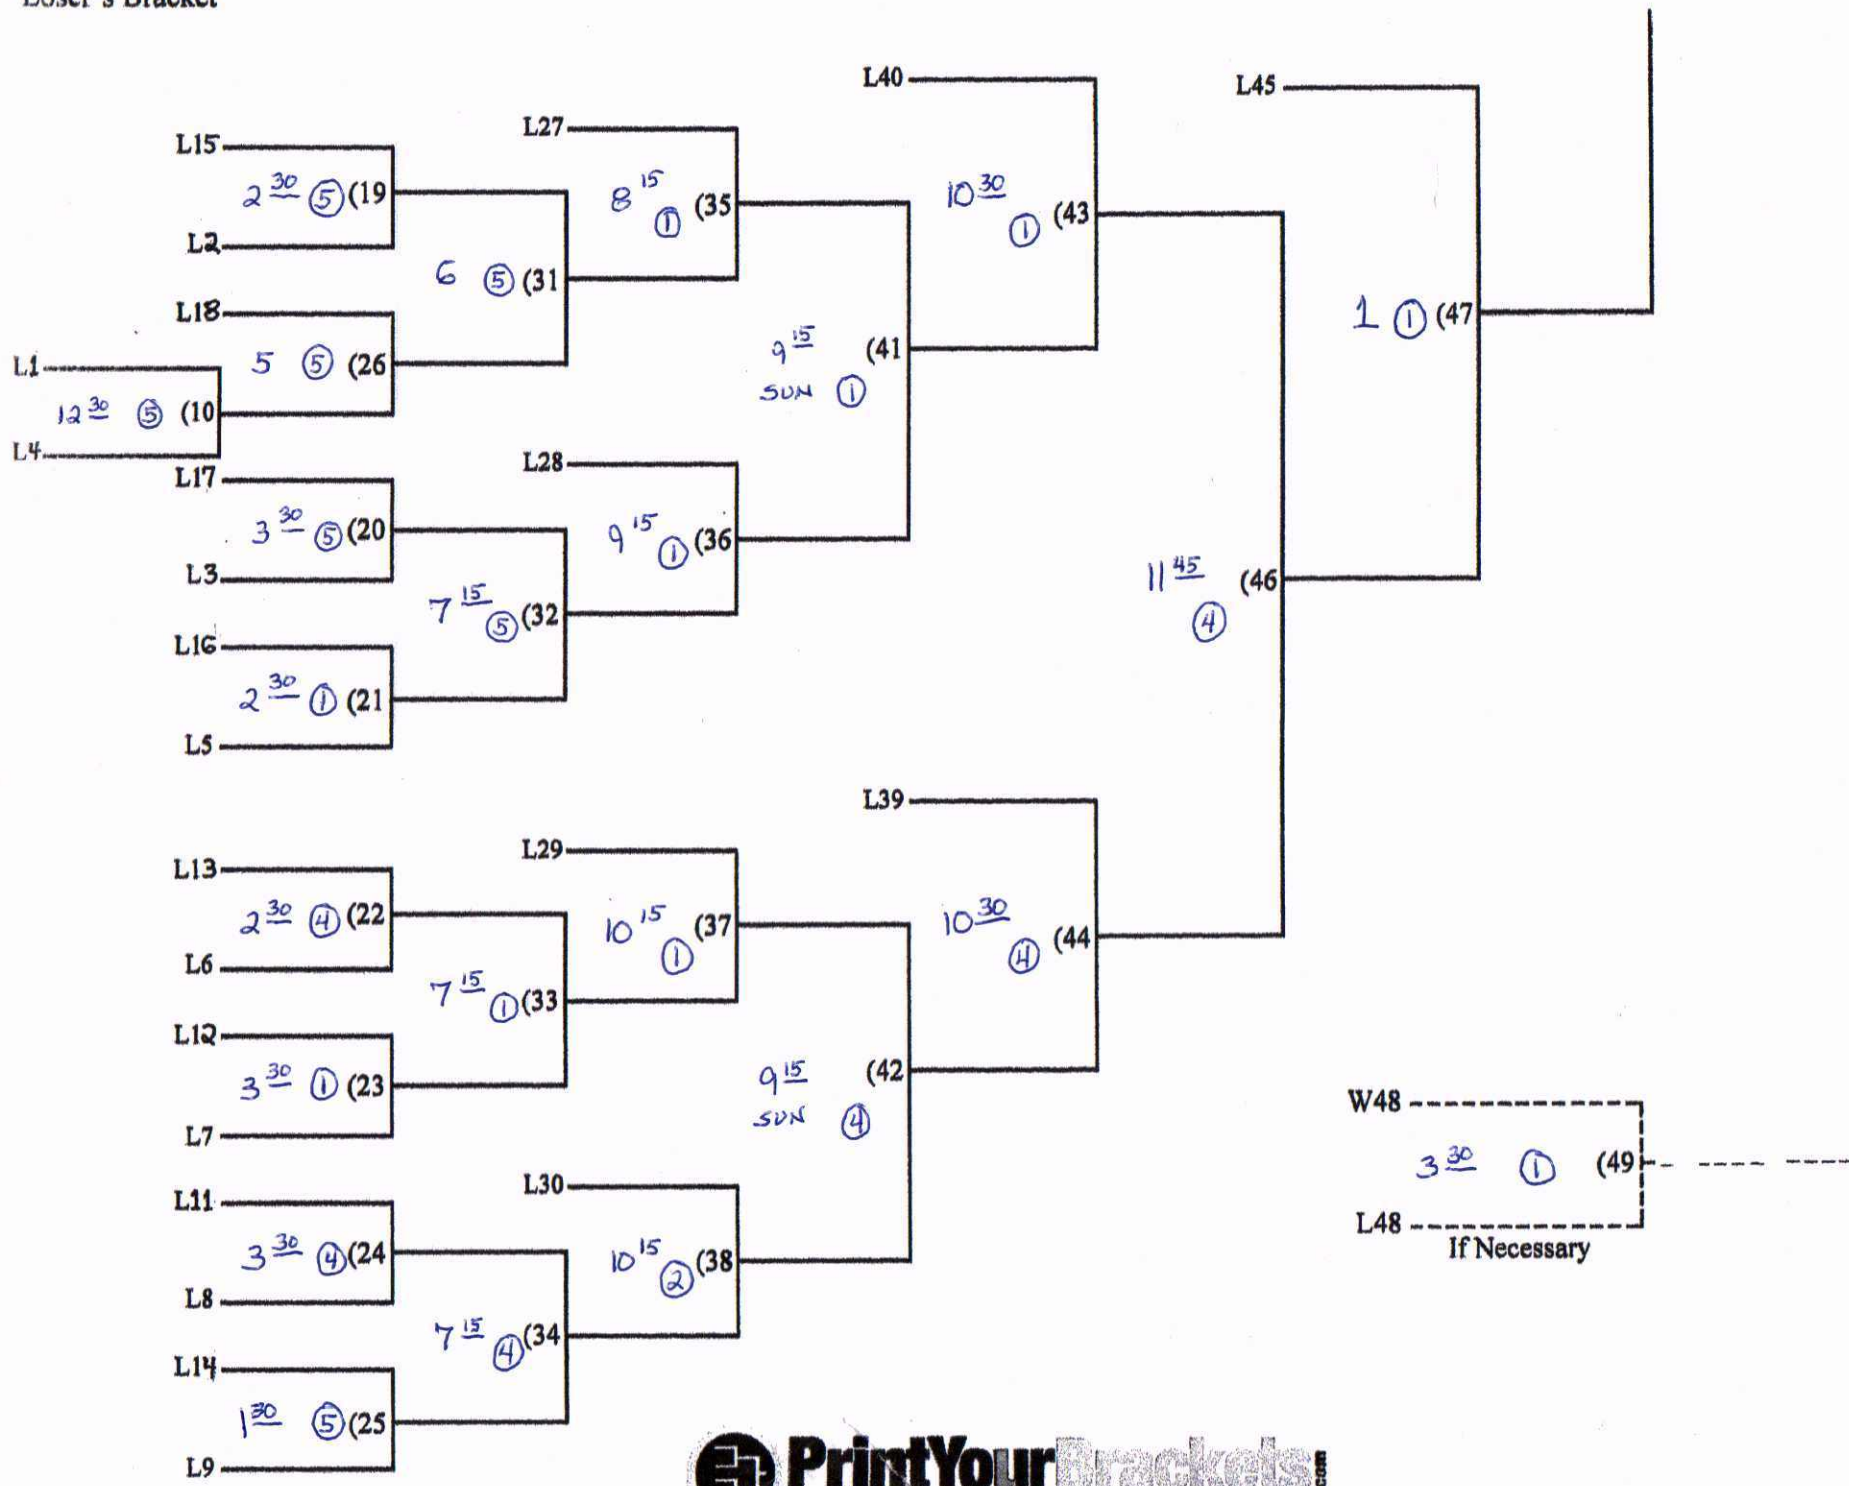 Loser's Bracket
L40
L45
L27
L15
2 30 5 (19
8 15
1 (35
10 30
1 (43
L2
6 5 (31
L18
1 1 (47
L1
5 5 (26
9 15 (41
SUN 1
12 30 5 (10
L4
L28
L17
3 30 5 (20
9 15
1 (36
L3
7 15
5 (32
11 45 (46
4
L16
2 30 1 (21
L5
L39
L29
L13
2 30 4 (22
10 15 (37
1
10 30
4 (44
L6
7 15
1 (33
L12
3 30 1 (23
9 15 (42
SUN 4
L7
W48
3 30 1 (49
L48
If Necessary
L30
L11
3 30 4 (24
10 15
2 (38
L8
7 15
4 (34
L14
1 30 5 (25
L9
PrintYourBrackets.com